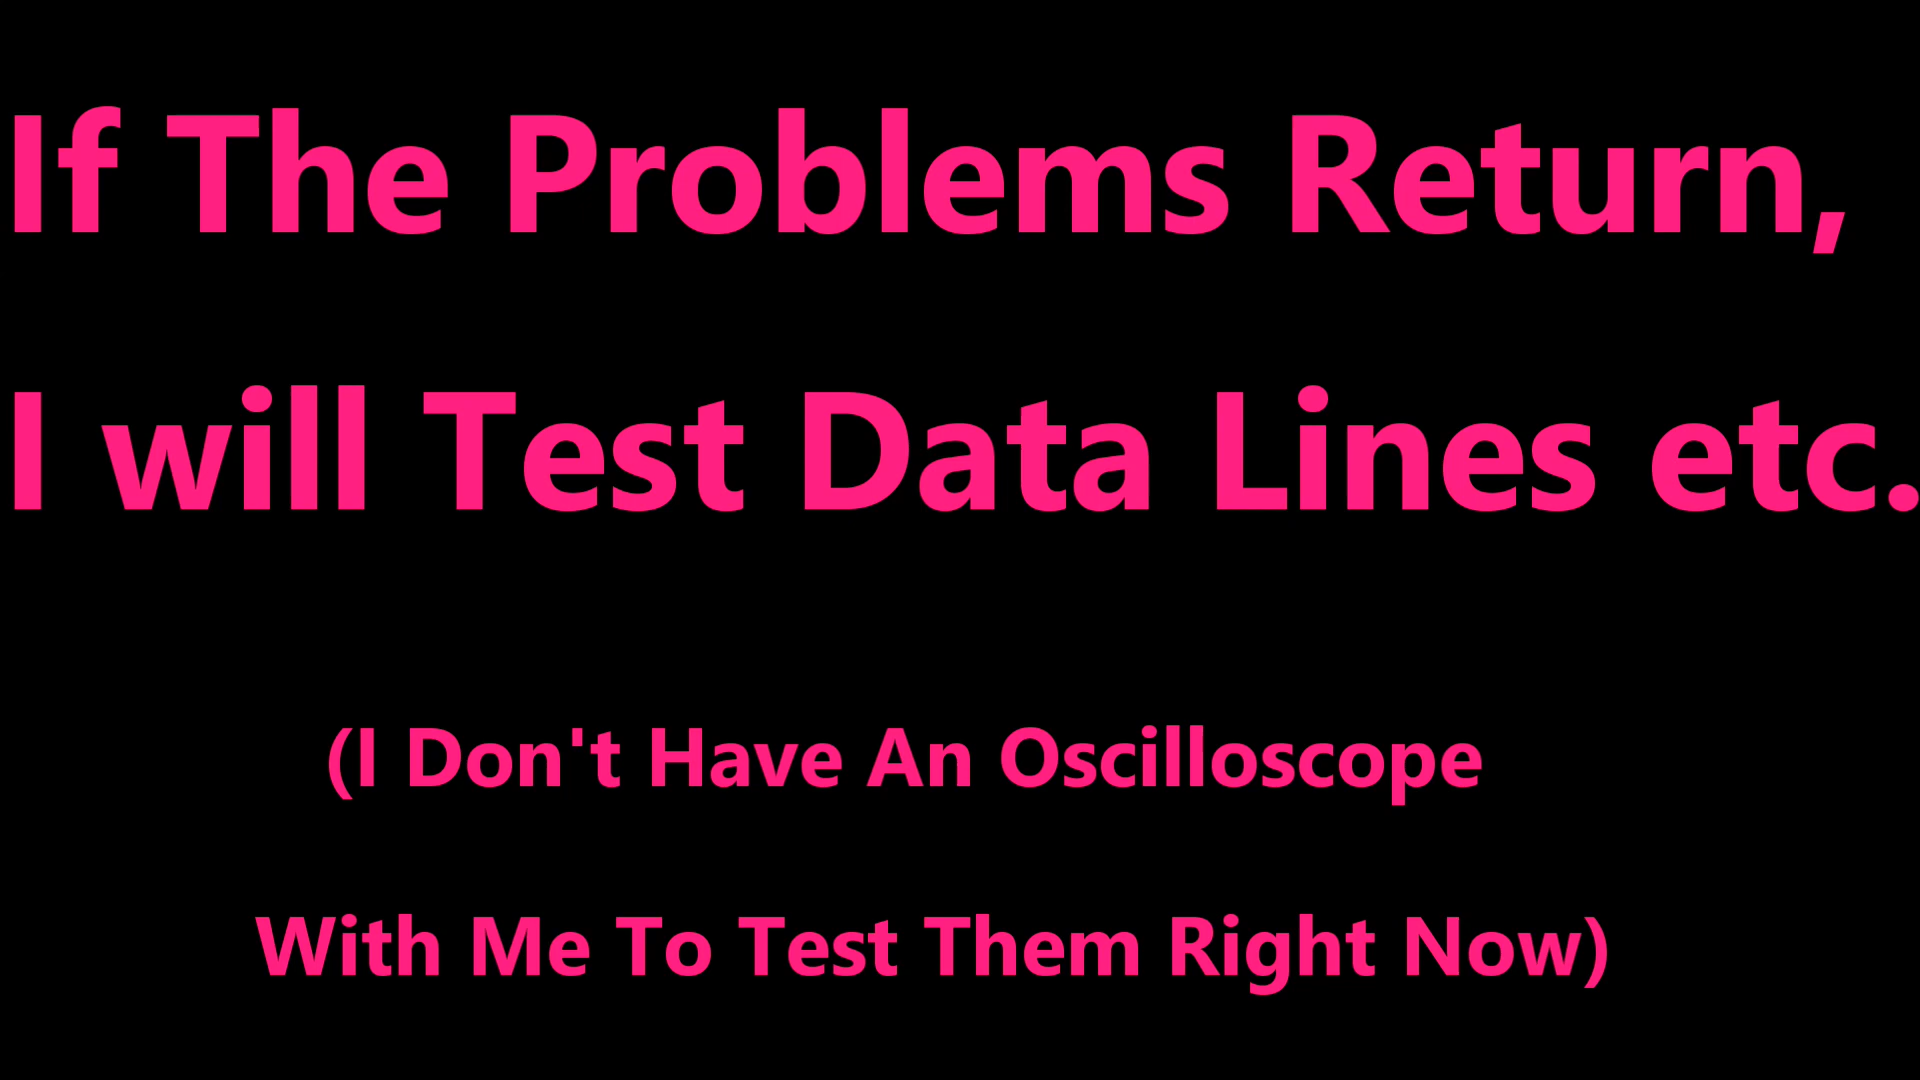 If The Problems Return,
I will Test Data Lines etc.
(I Don't Have An Oscilloscope
With Me To Test Them Right Now)